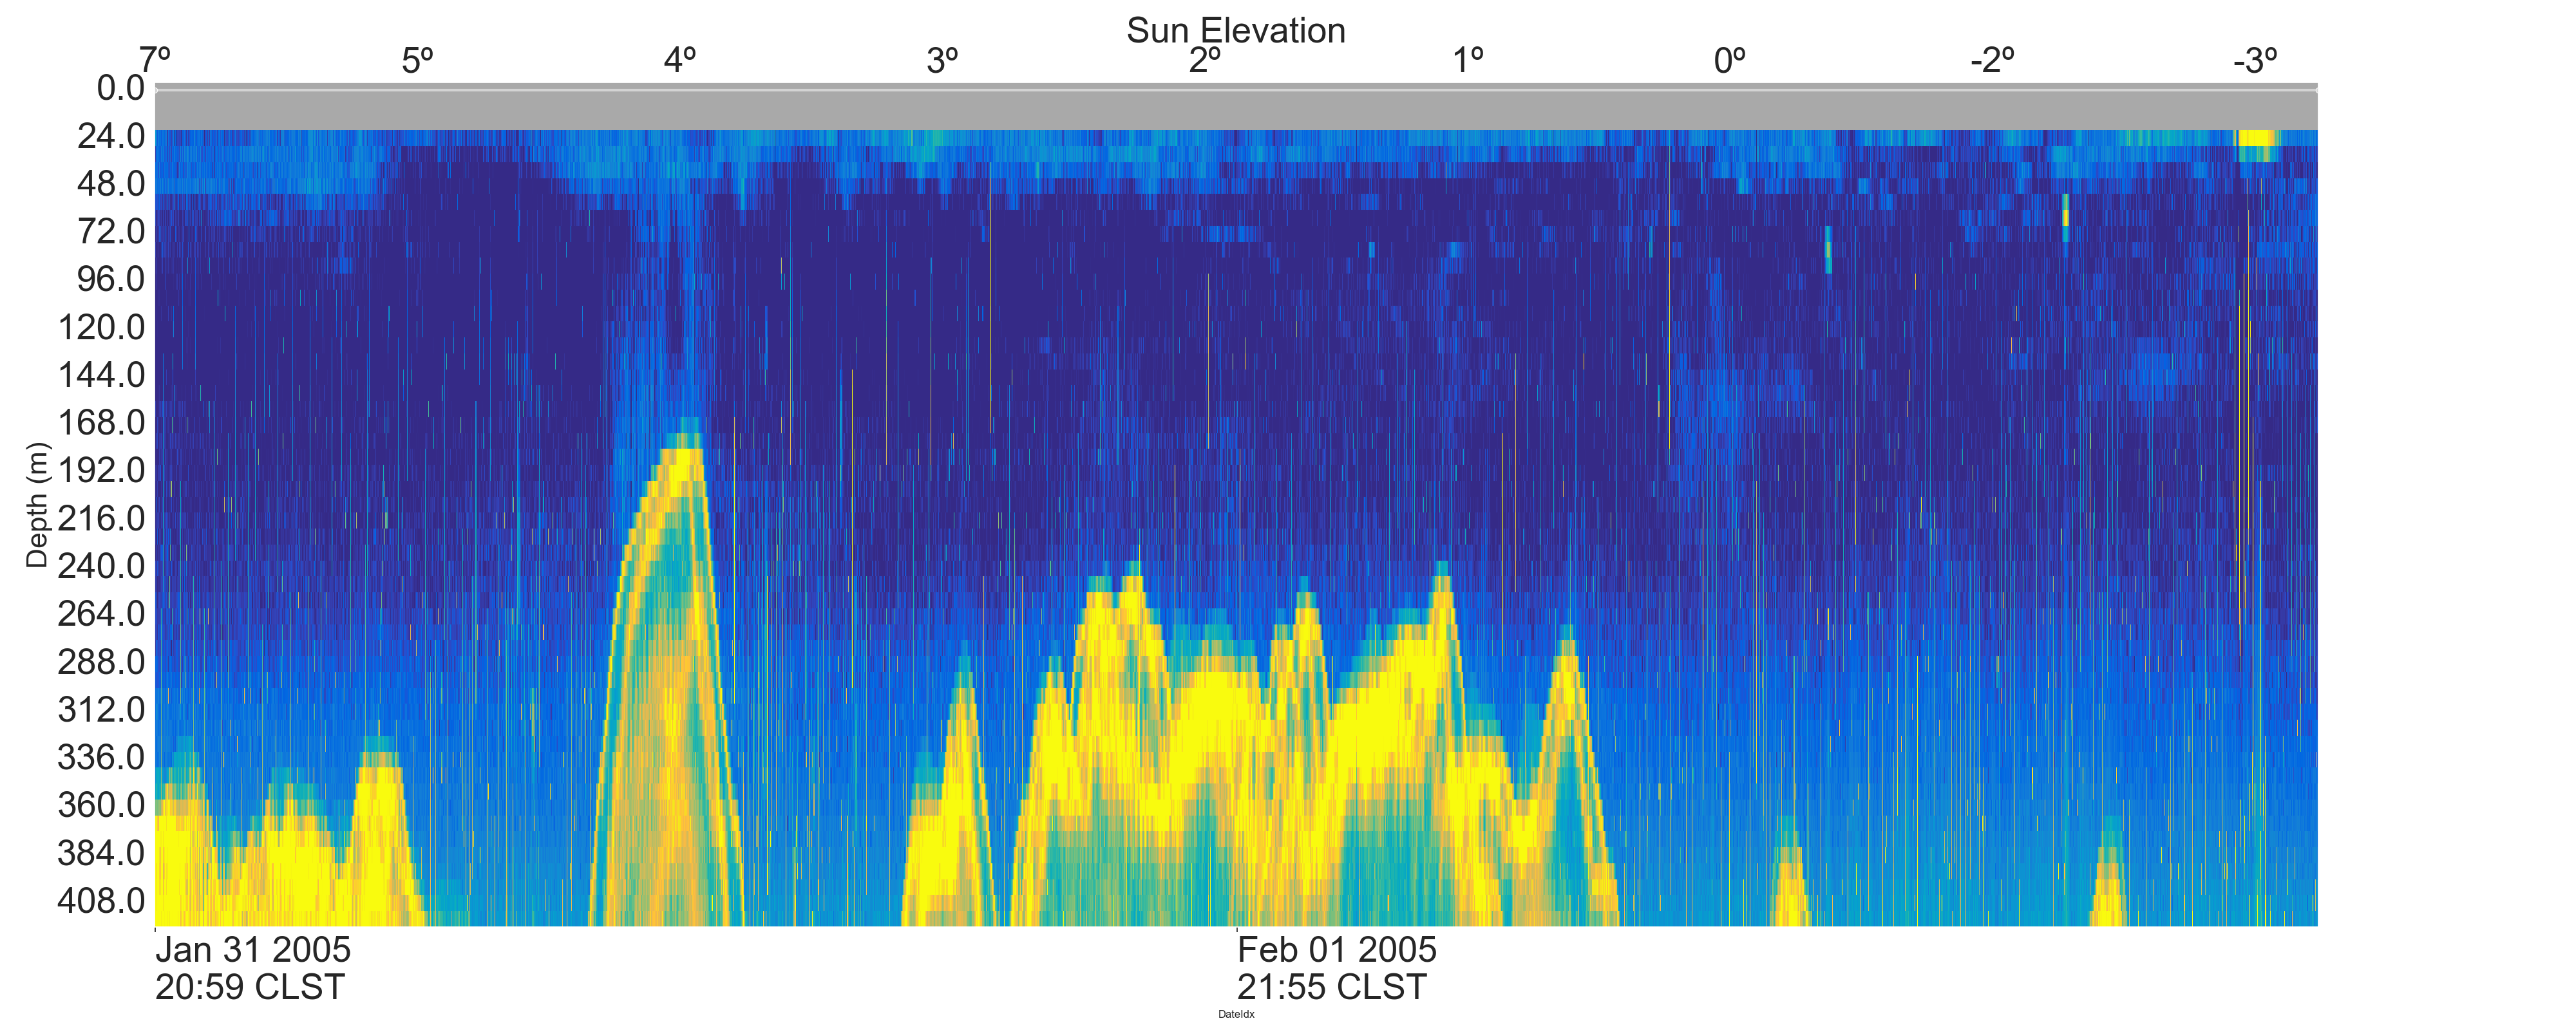 Sun Elevation
7º 5º 4º 3º 2º 1º 0º -2º -3º
0.0
24.0
48.0
72.0
96.0
120.0
144.0
168.0
192.0
216.0
240.0
264.0
288.0
312.0
336.0
360.0
384.0
408.0
Depth (m)
Jan 31 2005
20:59 CLST
Feb 01 2005
21:55 CLST
DateIdx